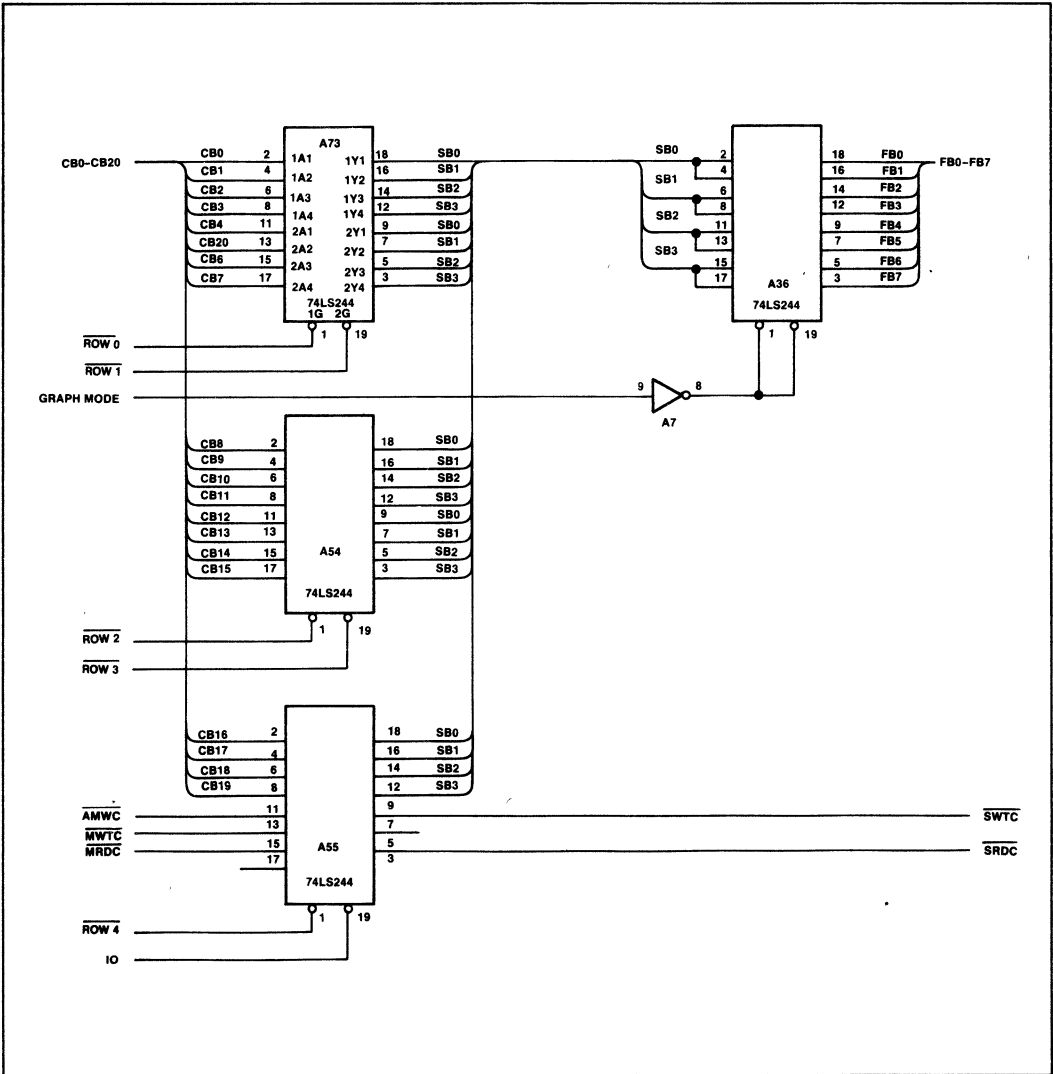 CB0–CB20
CB0 2
CB1 4
CB2 6
CB3 8
CB4 11
CB20 13
CB6 15
CB7 17
A73
1A1 1Y1
1A2 1Y2
1A3 1Y3
1A4 1Y4
2A1 2Y1
2A2 2Y2
2A3 2Y3
2A4 2Y4
74LS244
1G 2G
1 19
18 SB0
16 SB1
14 SB2
12 SB3
9 SB0
7 SB1
5 SB2
3 SB3
ROW 0
ROW 1
GRAPH MODE
SB0 2
4
SB1 6
8
SB2 11
13
SB3 15
17
A36
74LS244
1 19
18 FB0
16 FB1
14 FB2
12 FB3
9 FB4
7 FB5
5 FB6
3 FB7
FB0–FB7
9 8
A7
CB8 2
CB9 4
CB10 6
CB11 8
CB12 11
CB13 13
CB14 15
CB15 17
A54
74LS244
1 19
18 SB0
16 SB1
14 SB2
12 SB3
9 SB0
7 SB1
5 SB2
3 SB3
ROW 2
ROW 3
CB16 2
CB17 4
CB18 6
CB19 8
AMWC 11
MWTC 13
MRDC 15
17
A55
74LS244
1 19
18 SB0
16 SB1
14 SB2
12 SB3
9 SWTC
7
5 SRDC
3
ROW 4
IO